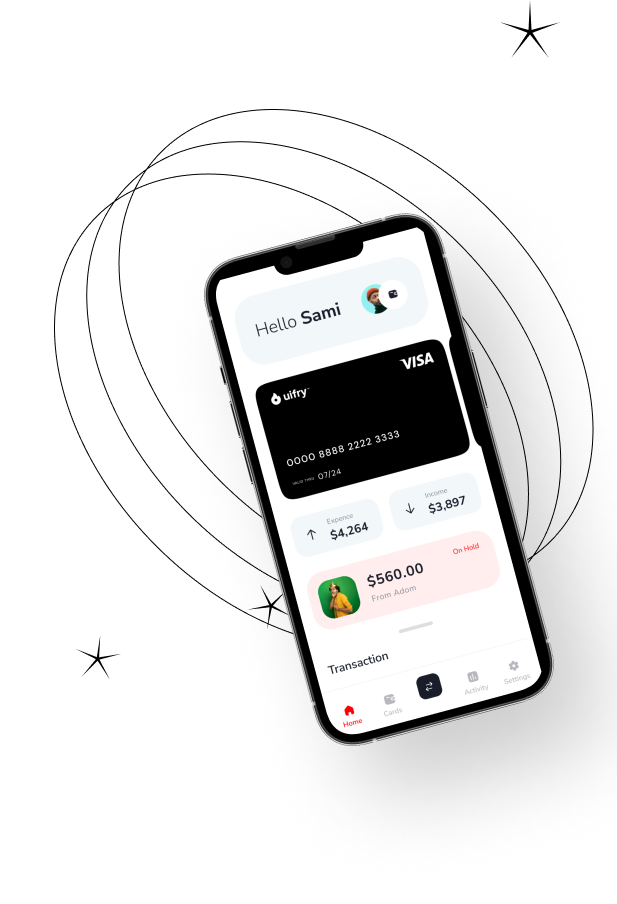 Hello Sami
VISA
uifry
0000 8888 2222 3333
VALID THRU 07/24
Expence
$4,264
Income
$3,897
On Hold
$560.00
From Adom
Transaction
Home
Cards
Activity
Settings